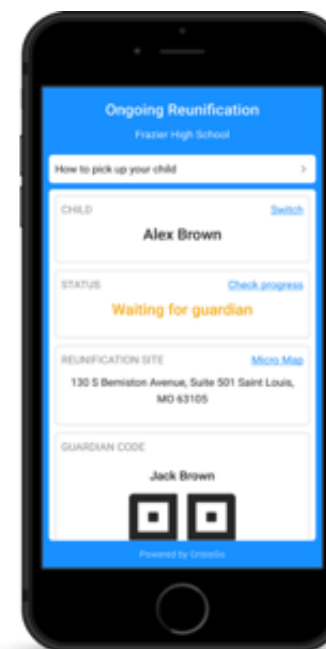 Ongoing Reunification
Frazier High School
How to pick up your child >
CHILD Switch
Alex Brown
STATUS Check progress
Waiting for guardian
REUNIFICATION SITE Micro Map
130 S Bemiston Avenue, Suite 501 Saint Louis,
MO 63105
GUARDIAN CODE
Jack Brown
Powered by CrisisGo